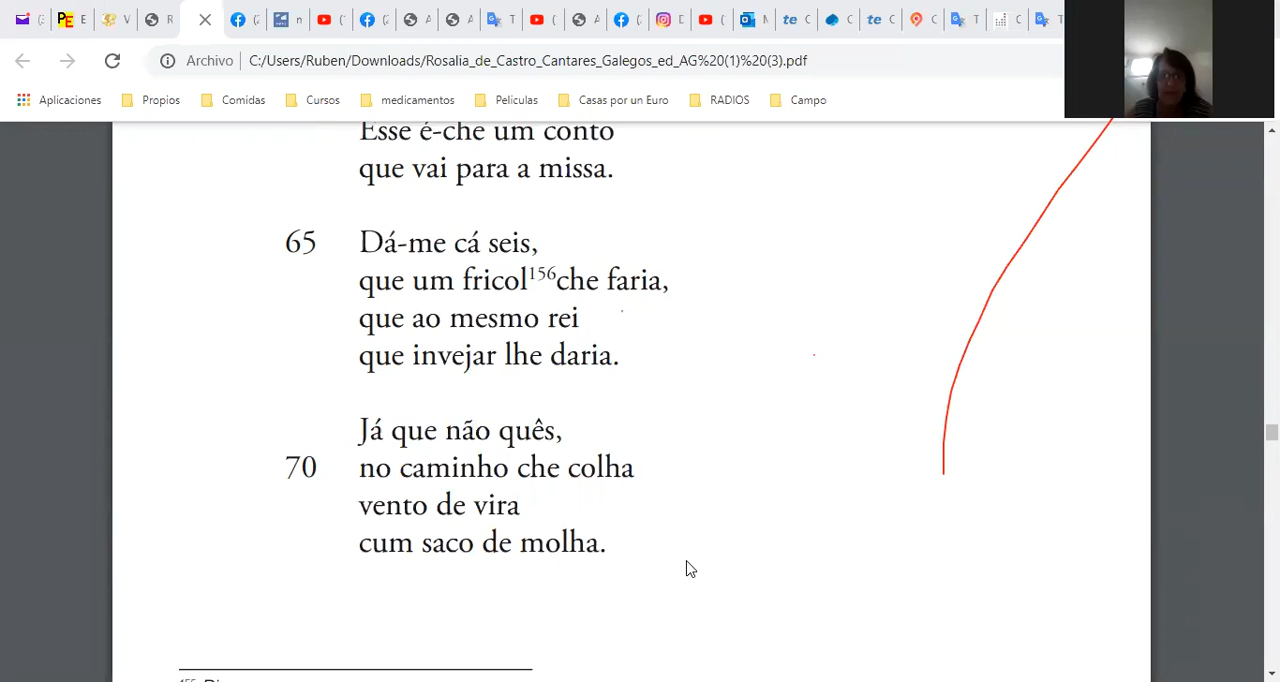 Archivo C:/Users/Ruben/Downloads/Rosalia_de_Castro_Cantares_Galegos_ed_AG%20(1)%20(3).pdf
Aplicaciones Propios Comidas Cursos medicamentos Peliculas Casas por un Euro RADIOS Campo
Esse é-che um conto
que vai para a missa.
65 Dá-me cá seis,
que um fricol156che faria,
que ao mesmo rei
que invejar lhe daria.
Já que não quês,
70 no caminho che colha
vento de vira
cum saco de molha.